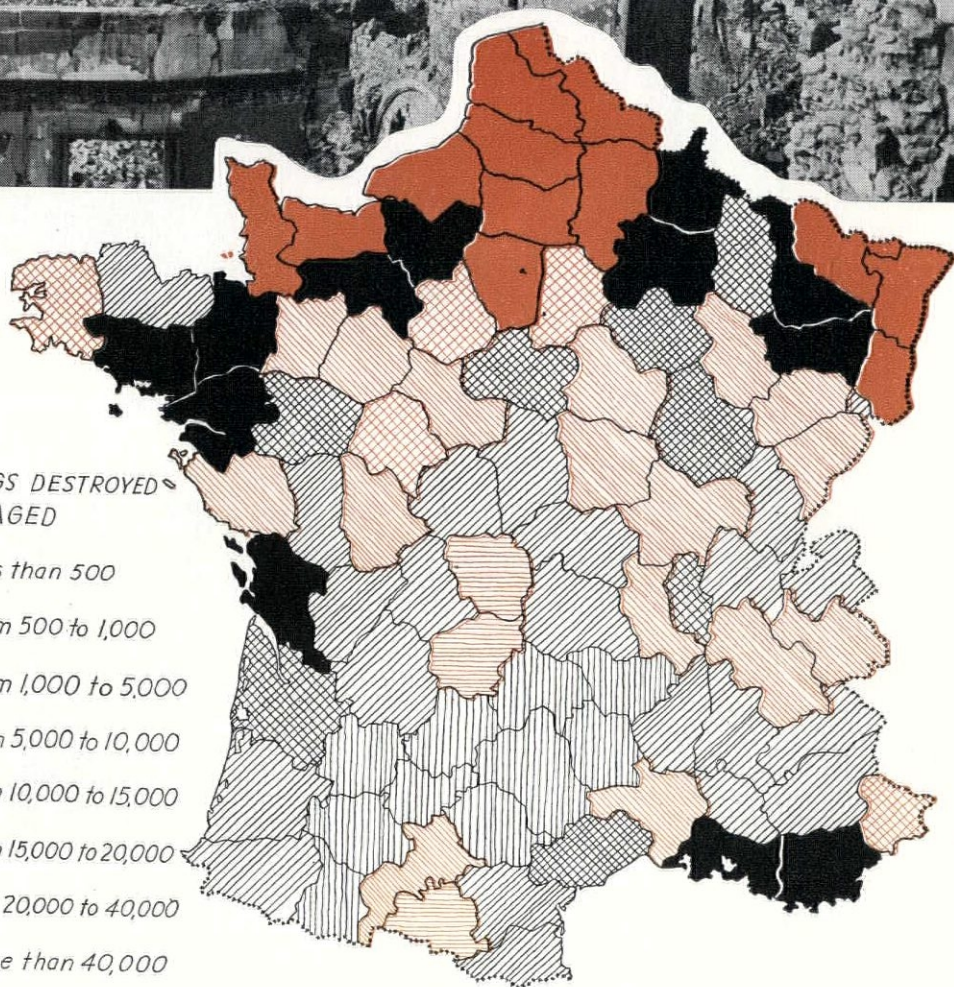 GS DESTROYED
AGED
s than 500
m 500 to 1,000
m 1,000 to 5,000
m 5,000 to 10,000
n 10,000 to 15,000
n 15,000 to 20,000
20,000 to 40,000
e than 40,000